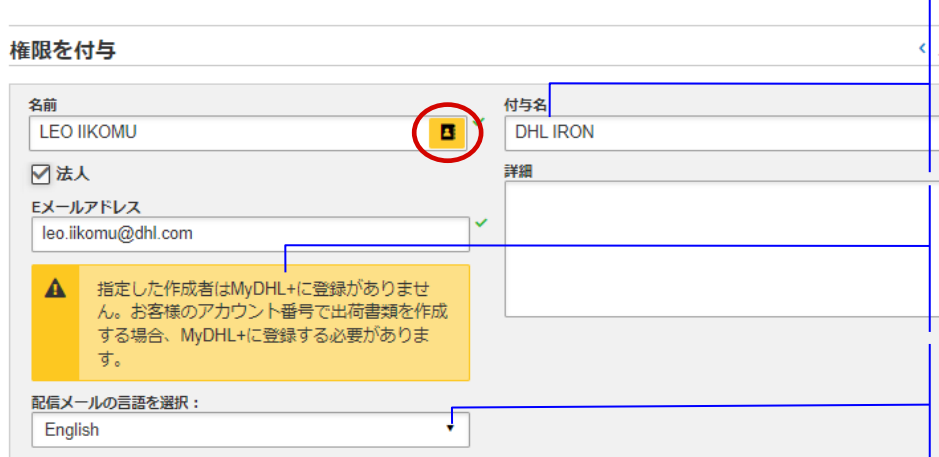 権限を付与
名前
LEO IIKOMU
法人
Eメールアドレス
leo.iikomu@dhl.com
指定した作成者はMyDHL+に登録がありませ
ん。お客様のアカウント番号で出荷書類を作成
する場合、MyDHL+に登録する必要がありま
す。
配信メールの言語を選択：
English
付与名
DHL IRON
詳細